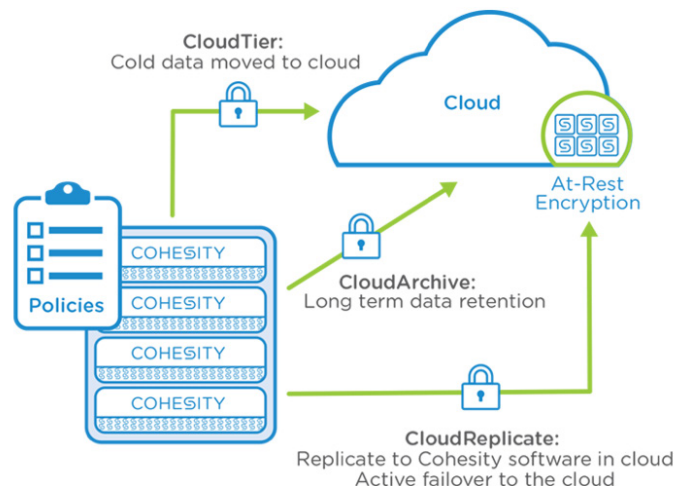 CloudTier:
Cold data moved to cloud
Cloud
At-Rest
Encryption
Policies
COHESITY
COHESITY
COHESITY
COHESITY
CloudArchive:
Long term data retention
CloudReplicate:
Replicate to Cohesity software in cloud
Active failover to the cloud